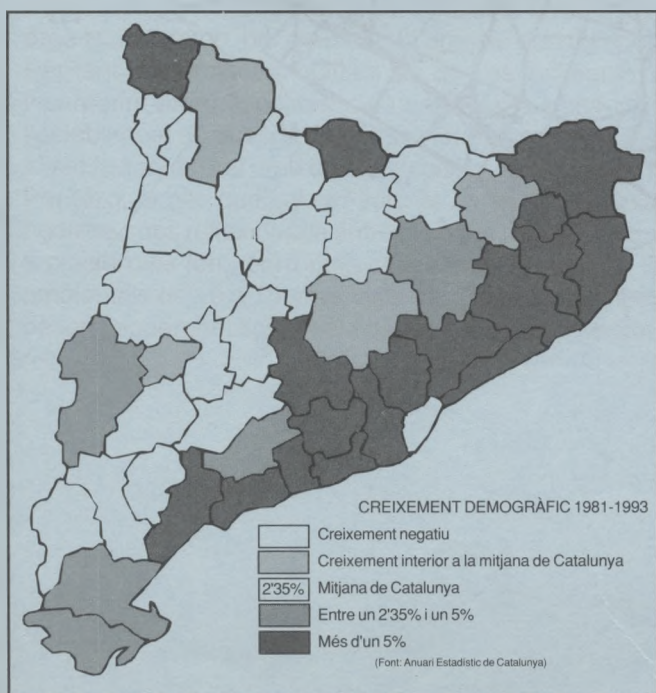 CREIXEMENT DEMOGRÀFIC 1981-1993
Creixement negatiu
Creixement interior a la mitjana de Catalunya
2'35% Mitjana de Catalunya
Entre un 2'35% i un 5%
Més d'un 5%
(Font: Anuari Estadístic de Catalunya)